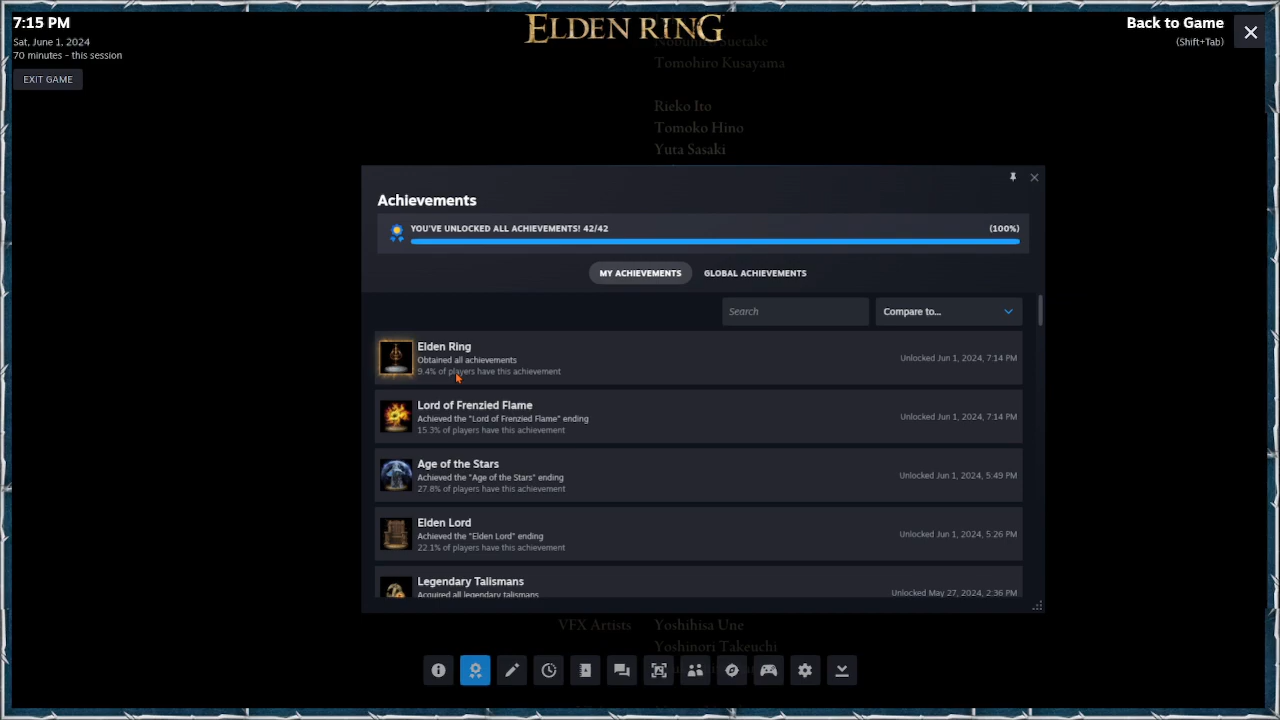 7:15 PM
Sat, June 1, 2024
70 minutes - this session
EXIT GAME
ELDEN RING
Back to Game
(Shift+Tab)
Suetake
Tomohiro Kusayama
Rieko Ito
Tomoko Hino
Yuta Sasaki
Achievements
YOU'VE UNLOCKED ALL ACHIEVEMENTS! 42/42
(100%)
MY ACHIEVEMENTS
GLOBAL ACHIEVEMENTS
Search
Compare to...
Elden Ring
Obtained all achievements
9.4% of players have this achievement
Unlocked Jun 1, 2024, 7:14 PM
Lord of Frenzied Flame
Achieved the "Lord of Frenzied Flame" ending
15.3% of players have this achievement
Unlocked Jun 1, 2024, 7:14 PM
Age of the Stars
Achieved the "Age of the Stars" ending
27.8% of players have this achievement
Unlocked Jun 1, 2024, 5:49 PM
Elden Lord
Achieved the "Elden Lord" ending
22.1% of players have this achievement
Unlocked Jun 1, 2024, 5:26 PM
Legendary Talismans
Acquired all legendary talismans
Unlocked May 27, 2024, 2:36 PM
VFX Artists
Yoshihisa Une
Yoshinori Takeuchi